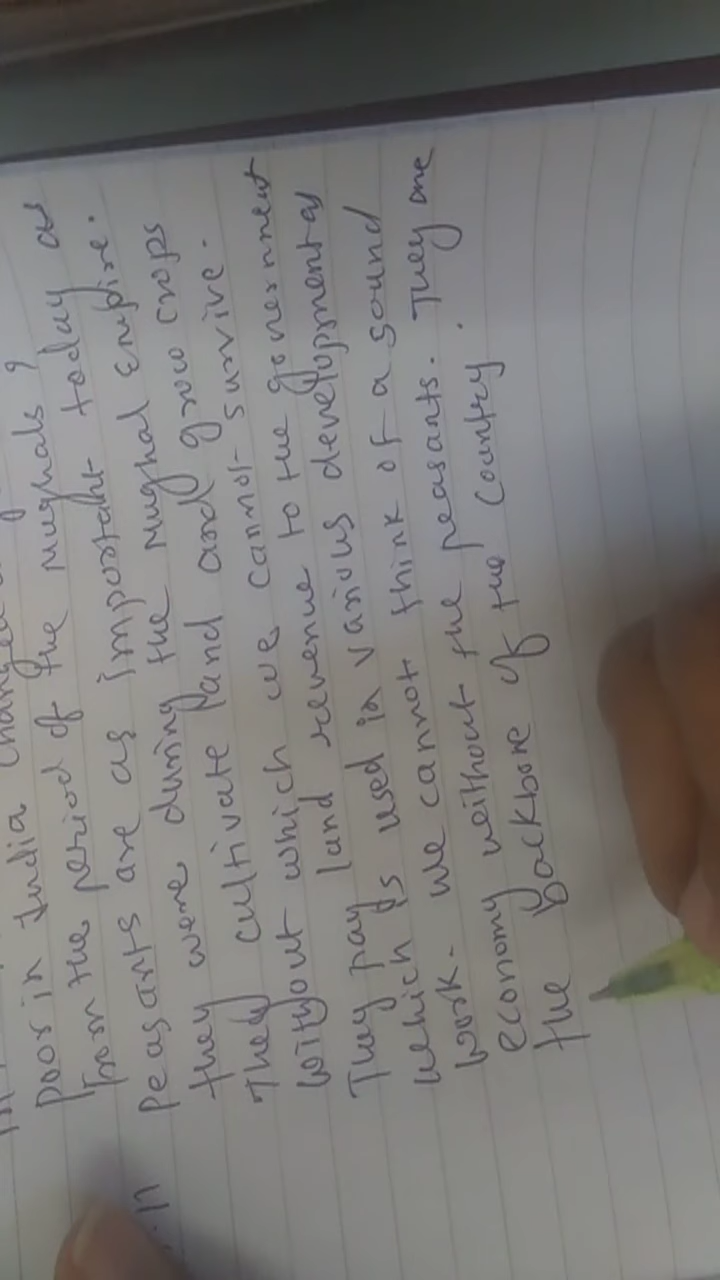 poor in India changed
from the period of the Mughals ?
Peasants are as important today as
they were during the Mughal Empire.
They cultivate land and grow crops
without which we cannot survive.
They pay land revenue to the government
which is used in various developmental
work. We cannot think of a sound
economy without the peasants. They are
the backbone of the country.